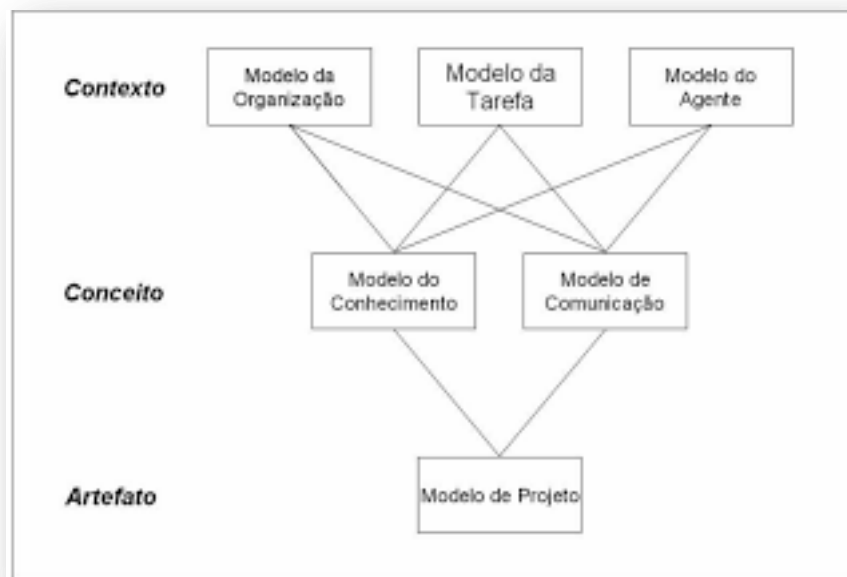 Contexto
Modelo da
Organização
Modelo da
Tarefa
Modelo do
Agente
Conceito
Modelo do
Conhecimento
Modelo de
Comunicação
Artefato
Modelo de Projeto